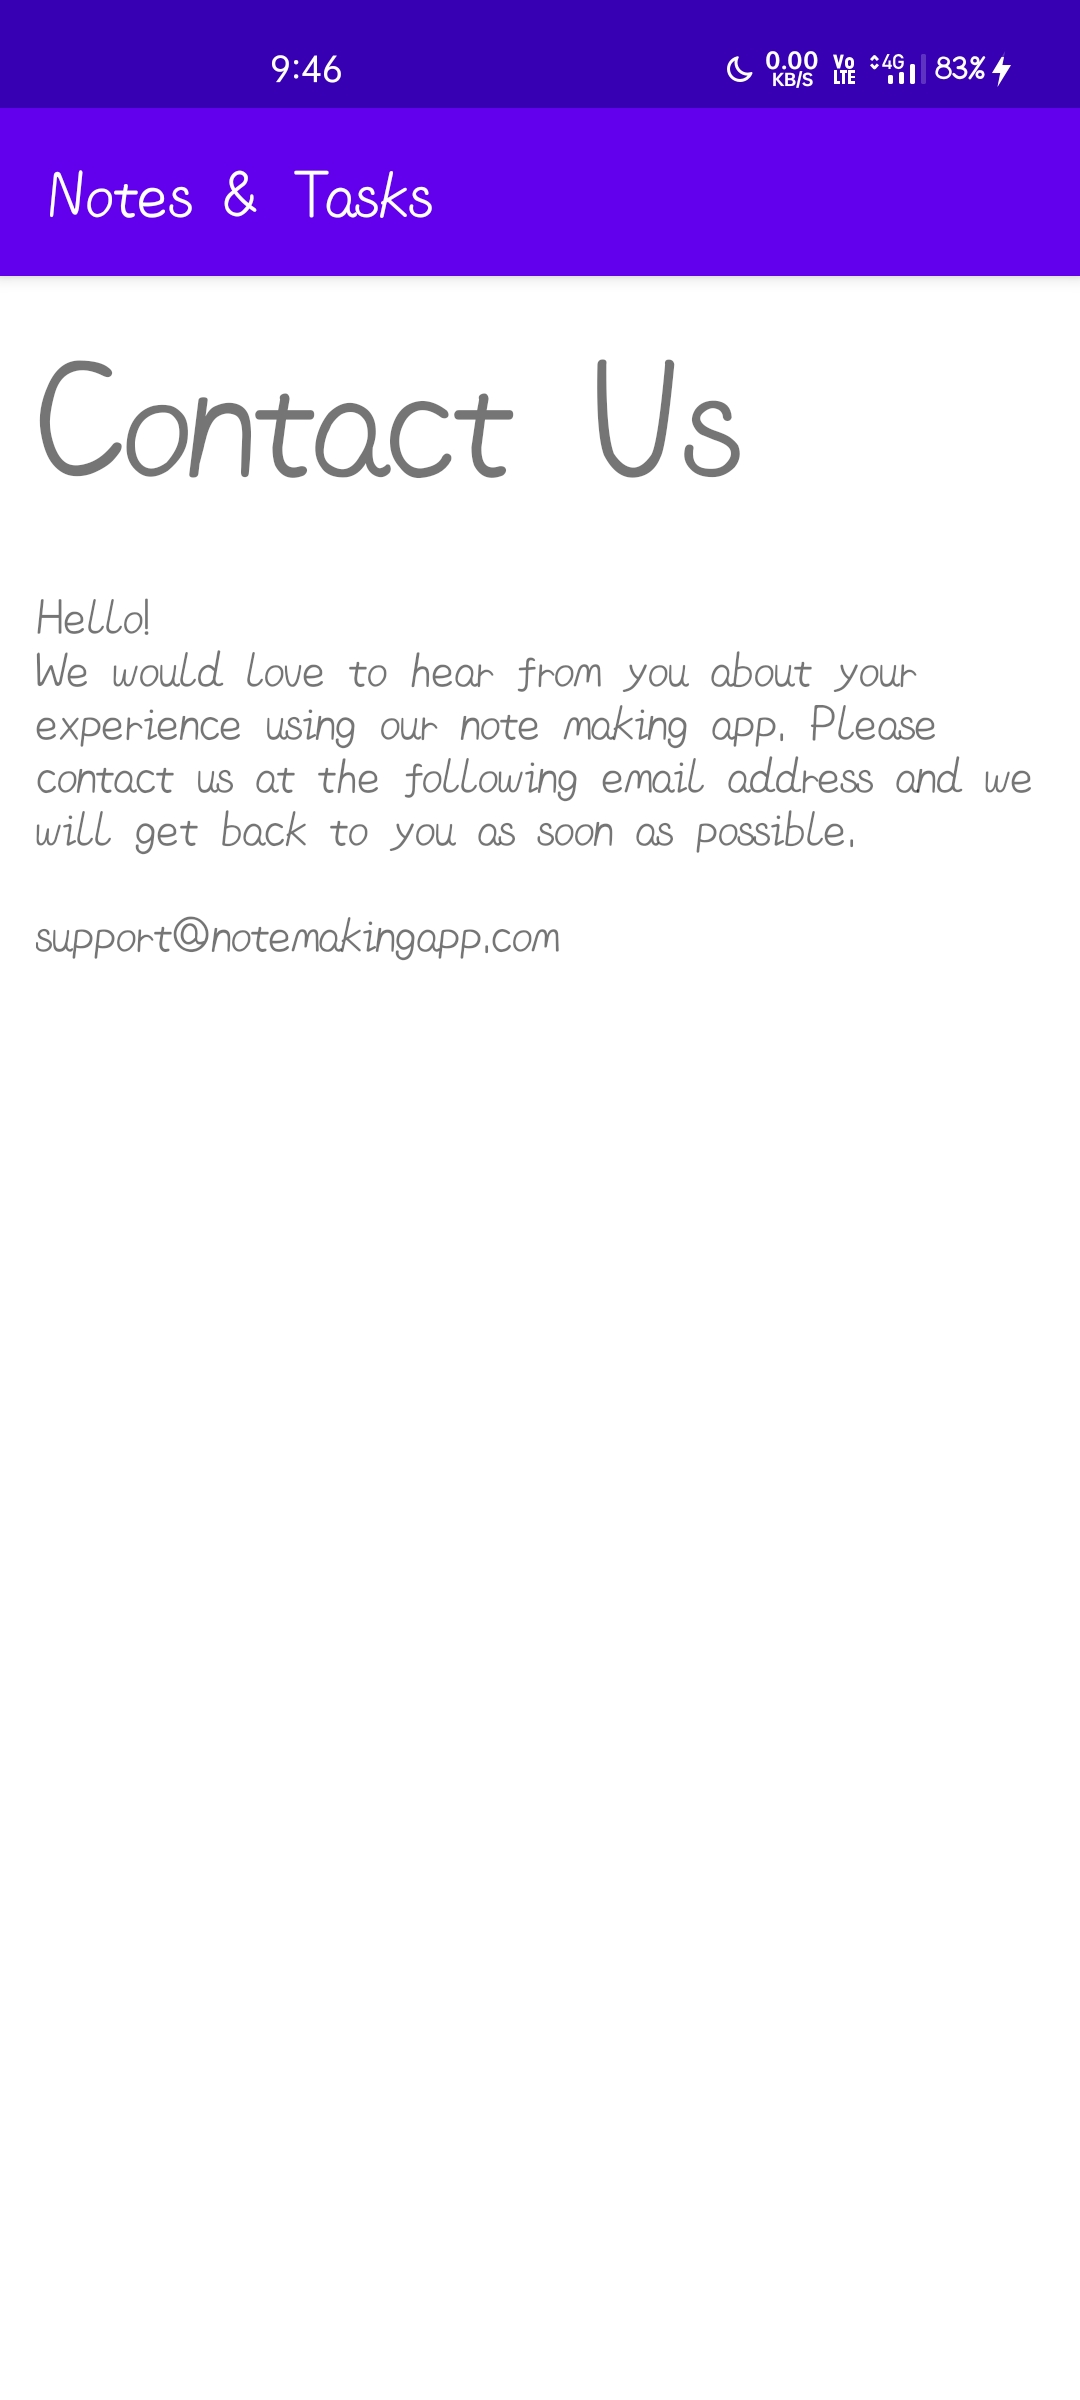 9:46 0.00 KB/S Vo LTE 4G 83%
Notes & Tasks
Contact Us
Hello!
We would love to hear from you about your
experience using our note making app. Please
contact us at the following email address and we
will get back to you as soon as possible.
support@notemakingapp.com